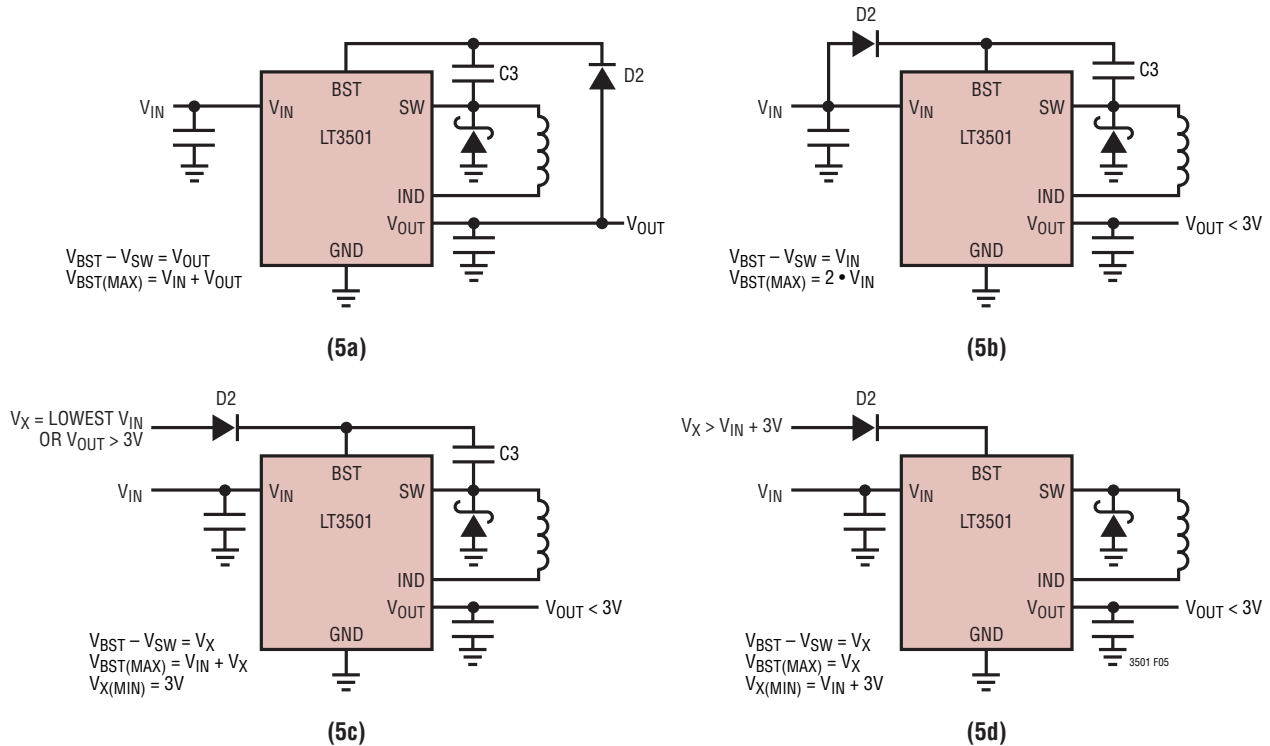 D2
C3
BST
V_IN
V_IN
SW
LT3501
IND
V_OUT
V_OUT
GND
V_BST – V_SW = V_OUT
V_BST(MAX) = V_IN + V_OUT
(5a)
D2
C3
BST
V_IN
V_IN
SW
LT3501
IND
V_OUT
V_OUT < 3V
GND
V_BST – V_SW = V_IN
V_BST(MAX) = 2 • V_IN
(5b)
D2
V_X = LOWEST V_IN
OR V_OUT > 3V
C3
BST
V_IN
V_IN
SW
LT3501
IND
V_OUT
V_OUT < 3V
GND
V_BST – V_SW = V_X
V_BST(MAX) = V_IN + V_X
V_X(MIN) = 3V
(5c)
D2
V_X > V_IN + 3V
BST
V_IN
V_IN
SW
LT3501
IND
V_OUT
V_OUT < 3V
GND
V_BST – V_SW = V_X
V_BST(MAX) = V_X
V_X(MIN) = V_IN + 3V
3501 F05
(5d)